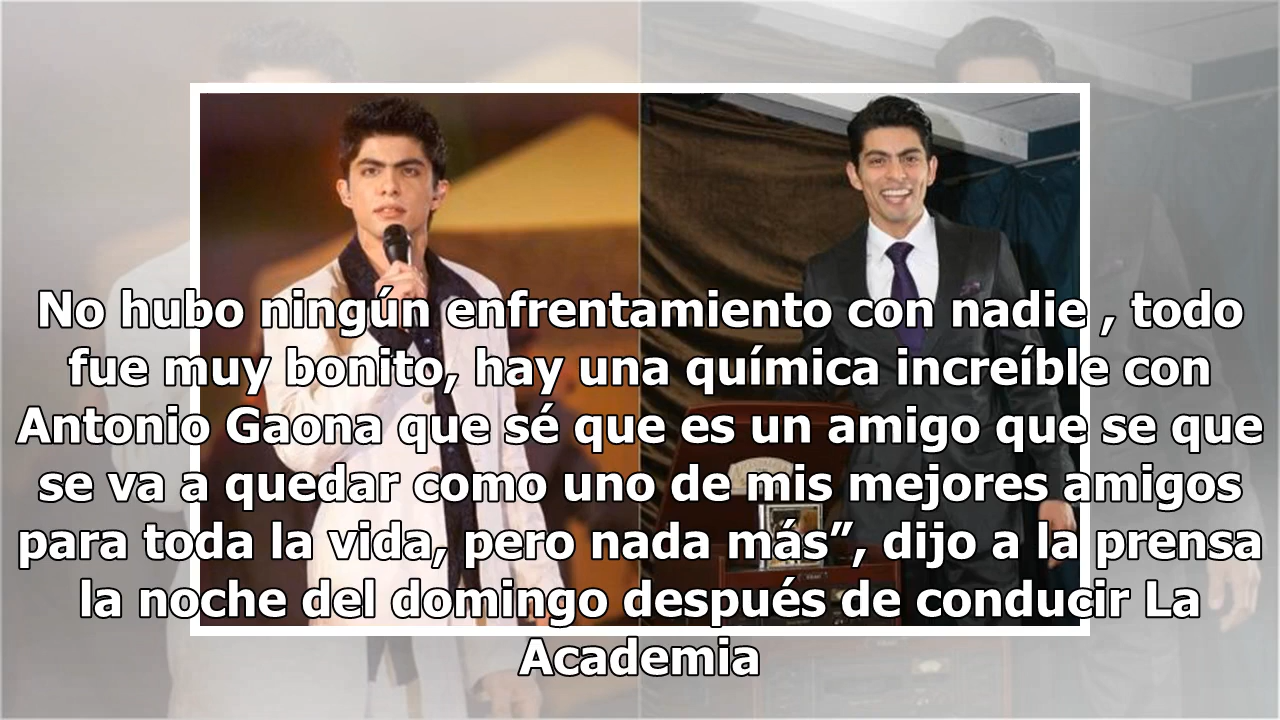 No hubo ningún enfrentamiento con nadie , todo
fue muy bonito, hay una química increíble con
Antonio Gaona que sé que es un amigo que se que
se va a quedar como uno de mis mejores amigos
para toda la vida, pero nada más”, dijo a la prensa
la noche del domingo después de conducir La
Academia